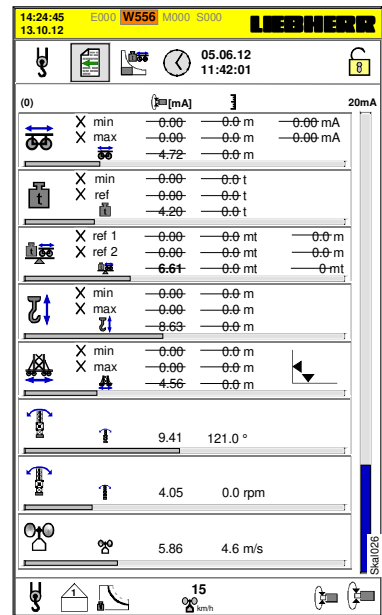 14:24:45 E000 W556 M000 S000 LIEBHERR
13.10.12
05.06.12
11:42:01
8
(0) [mA] 20mA
X min 0.00 0.0 m 0.00 mA
X max 0.00 0.0 m 0.00 mA
4.72 0.0 m
X min 0.00 0.0 t
t X ref 0.00 0.0 t
4.20 0.0 t
X ref 1 0.00 0.0 mt 0.0 m
t X ref 2 0.00 0.0 mt 0.0 m
6.61 0.0 mt 0 mt
X min 0.00 0.0 m
X max 0.00 0.0 m
8.63 0.0 m
X min 0.00 0.0 m
X max 0.00 0.0 m
4.56 0.0 m
9.41 121.0 °
4.05 0.0 rpm
5.86 4.6 m/s
Skal026
1 15
km/h